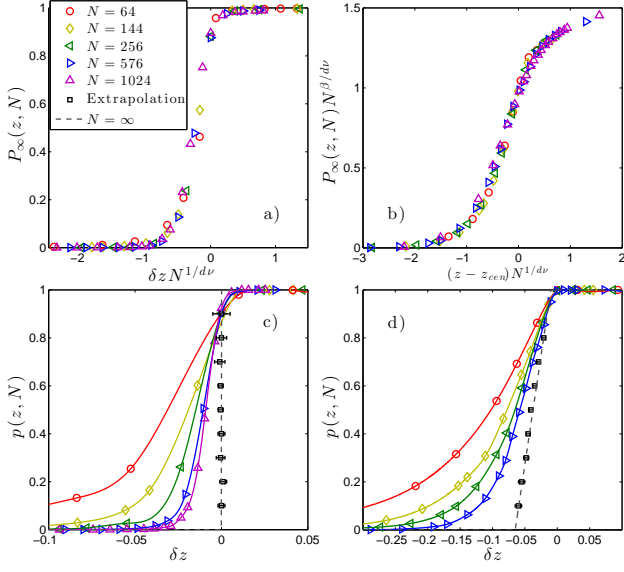 1
0.8
0.6
0.4
0.2
0
P∞(z, N)
N = 64
N = 144
N = 256
N = 576
N = 1024
Extrapolation
N = ∞
a)
−2 −1 0 1
δzN^{1/dν}
1.5
1
0.5
0
P∞(z, N)N^{β/dν}
b)
−3 −2 −1 0 1 2
(z − z_{cen})N^{1/dν}
1
0.8
0.6
0.4
0.2
0
p(z, N)
c)
−0.1 −0.05 0 0.05
δz
1
0.8
0.6
0.4
0.2
0
p(z, N)
d)
−0.25 −0.2 −0.15 −0.1 −0.05 0 0.05
δz